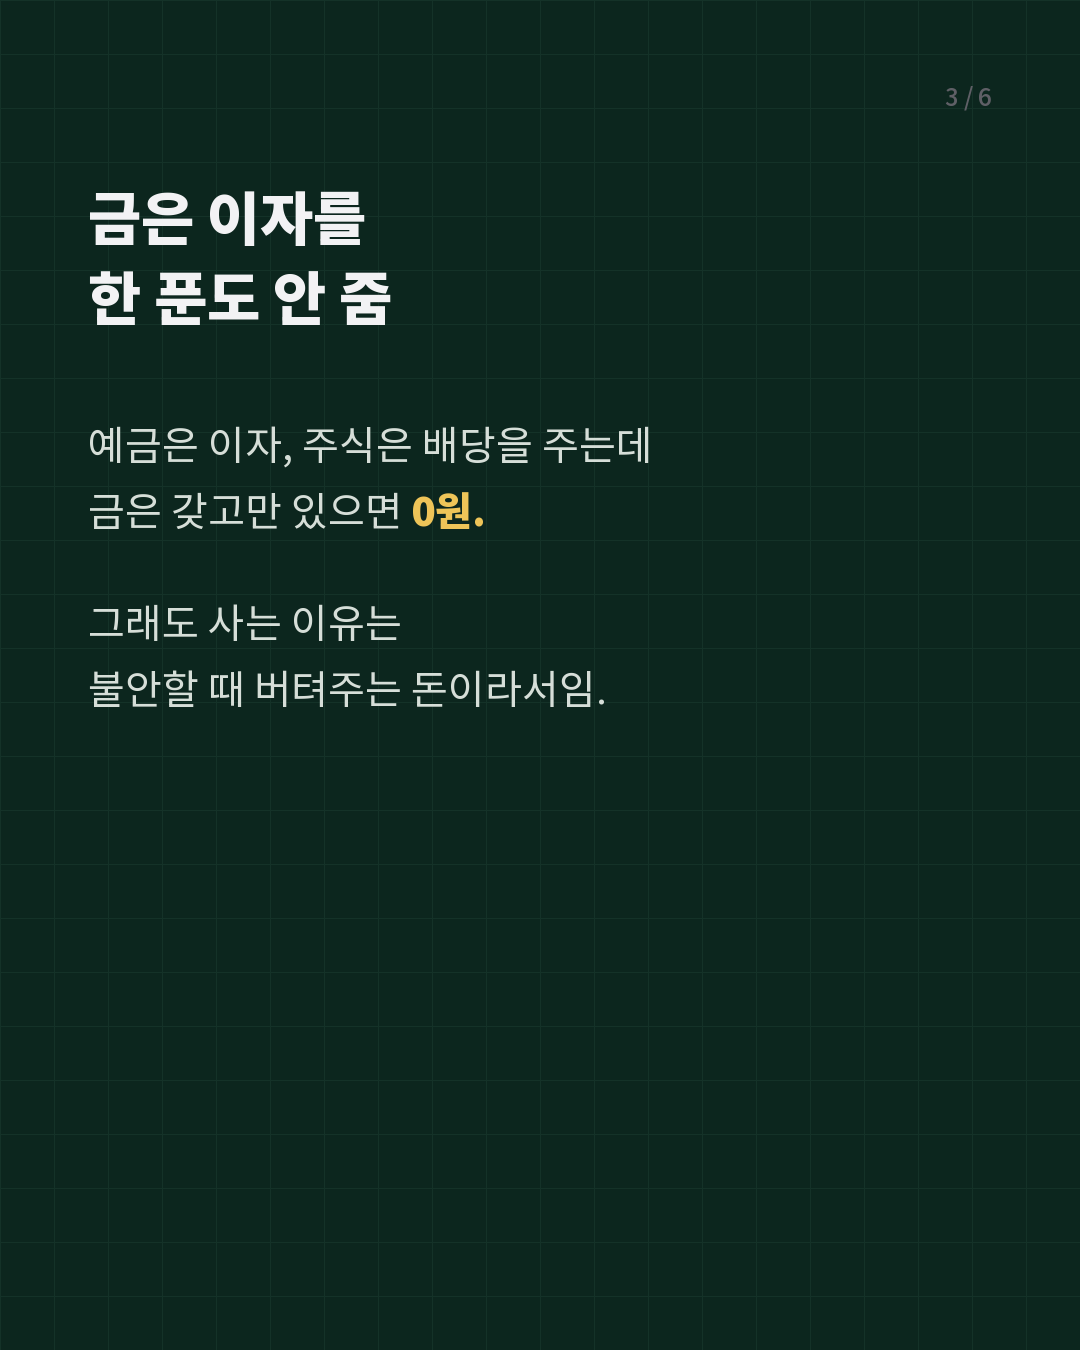 3 / 6
금은 이자를
한 푼도 안 줌
예금은 이자, 주식은 배당을 주는데
금은 갖고만 있으면 0원.
그래도 사는 이유는
불안할 때 버텨주는 돈이라서임.